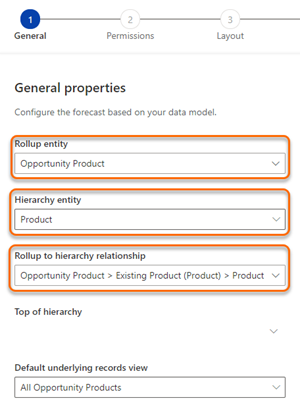 1
2
3
General
Permissions
Layout
General properties
Configure the forecast based on your data model.
Rollup entity
Opportunity Product
Hierarchy entity
Product
Rollup to hierarchy relationship
Opportunity Product > Existing Product (Product) > Product
Top of hierarchy
Default underlying records view
All Opportunity Products